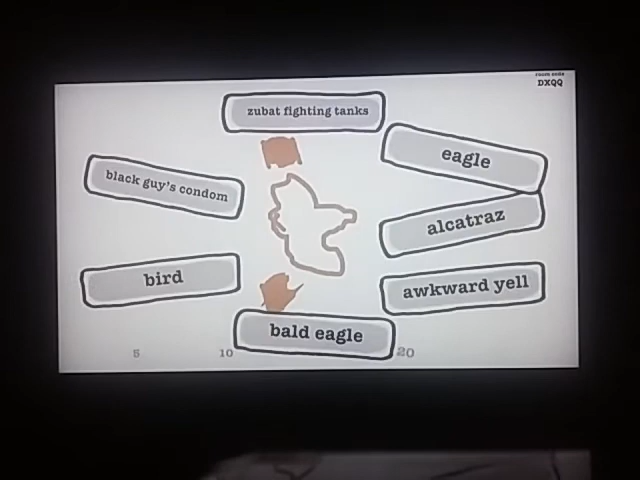 room code
DXQQ
zubat fighting tanks
eagle
black guy's condom
alcatraz
bird
awkward yell
bald eagle
5
10
20